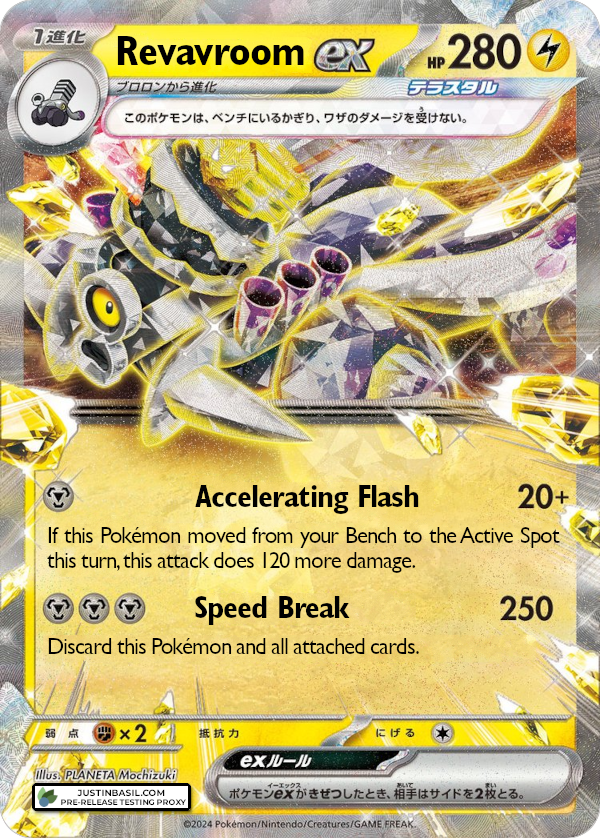 1進化 Revavroom ex HP 280
ブロロンから進化 テラスタル
このポケモンは、ベンチにいるかぎり、ワザのダメージを受けない。
Accelerating Flash 20+
If this Pokémon moved from your Bench to the Active Spot
this turn, this attack does 120 more damage.
Speed Break 250
Discard this Pokémon and all attached cards.
弱点 ×2 抵抗力 にげる
Illus. PLANETA Mochizuki
exルール
ポケモンexがきぜつしたとき、相手はサイドを2枚とる。
JUSTINBASIL.COM
PRE-RELEASE TESTING PROXY
©2024 Pokémon/Nintendo/Creatures/GAME FREAK.